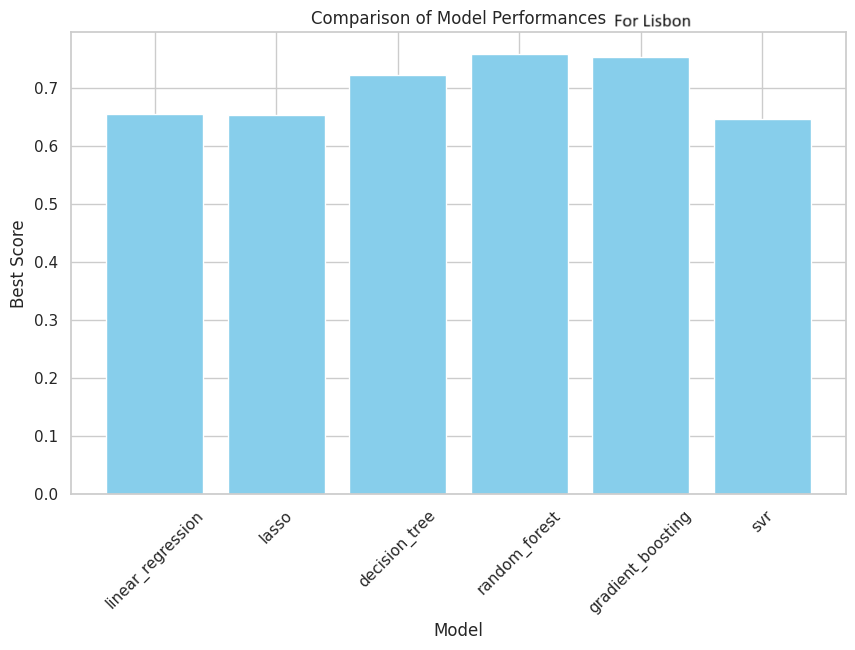 Comparison of Model Performances For Lisbon
Best Score
0.7
0.6
0.5
0.4
0.3
0.2
0.1
0.0
linear_regression
lasso
decision_tree
random_forest
gradient_boosting
svr
Model